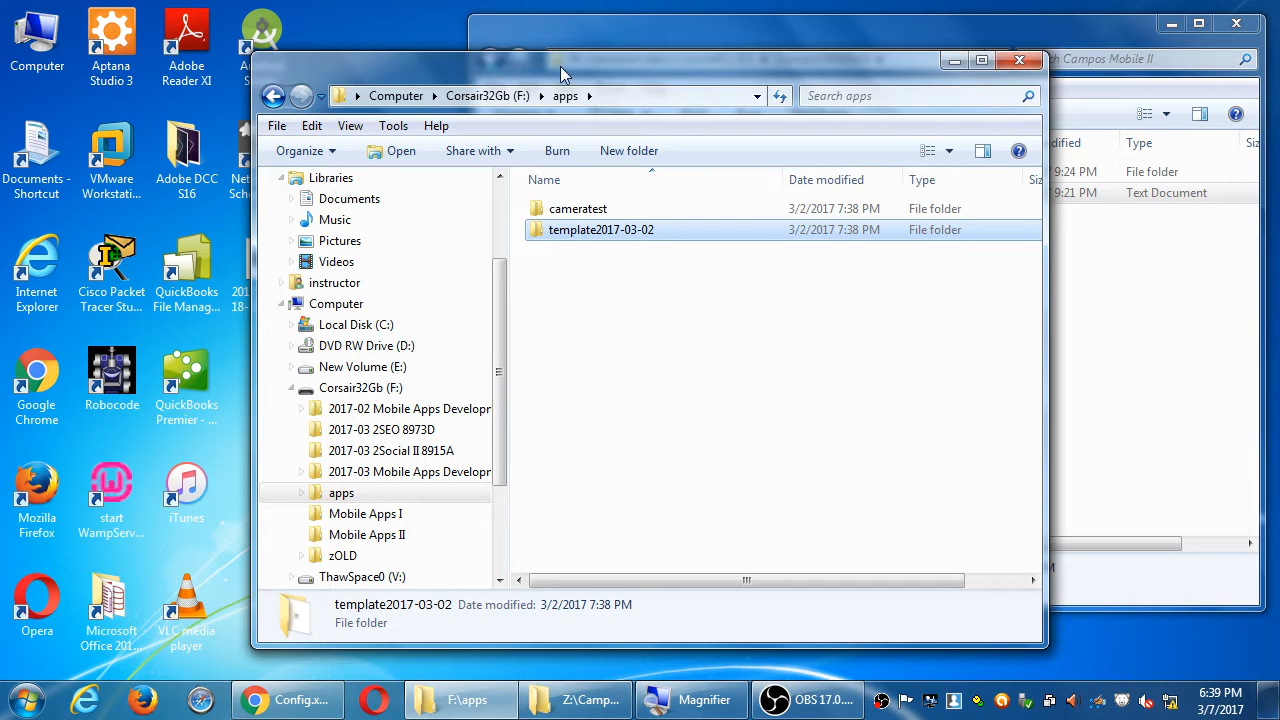 Computer
Aptana
Studio 3
Adobe
Reader XI
Documents -
Shortcut
VMware
Workstati...
Adobe DCC
S16
Internet
Explorer
Cisco Packet
Tracer Stu...
QuickBooks
File Manag...
Google
Chrome
Robocode
QuickBooks
Premier - ...
Mozilla
Firefox
start
WampServ...
iTunes
Opera
Microsoft
Office 201...
VLC media
player
Campos Mobile II
Type
9:24 PM File folder
9:21 PM Text Document
Computer Corsair32Gb (F:) apps
Search apps
File Edit View Tools Help
Organize Open Share with Burn New folder
Name Date modified Type Siz
cameratest 3/2/2017 7:38 PM File folder
template2017-03-02 3/2/2017 7:38 PM File folder
Libraries
Documents
Music
Pictures
Videos
instructor
Computer
Local Disk (C:)
DVD RW Drive (D:)
New Volume (E:)
Corsair32Gb (F:)
2017-02 Mobile Apps Developr
2017-03 2SEO 8973D
2017-03 2Social II 8915A
2017-03 Mobile Apps Developr
apps
Mobile Apps I
Mobile Apps II
zOLD
ThawSpace0 (V:)
template2017-03-02 Date modified: 3/2/2017 7:38 PM
File folder
Config.x...
F:\apps
Z:\Camp...
Magnifier
OBS 17.0....
6:39 PM
3/7/2017